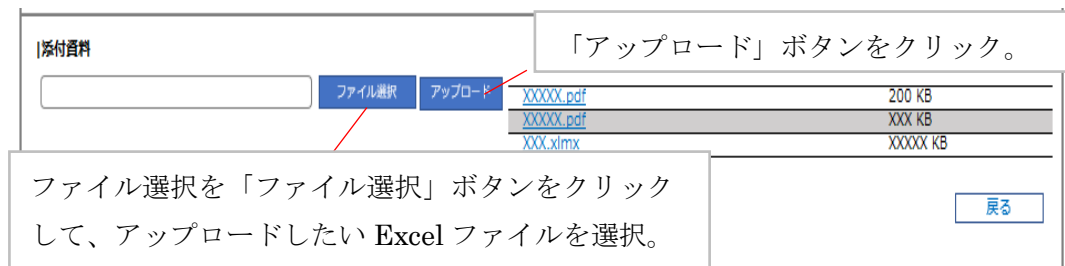 |添付資料
「アップロード」ボタンをクリック。
ファイル選択
アップロード
XXXXX.pdf 200 KB
XXXXX.pdf XXX KB
XXX.xlmx XXXXX KB
ファイル選択を「ファイル選択」ボタンをクリック
して、アップロードしたい Excel ファイルを選択。
戻る